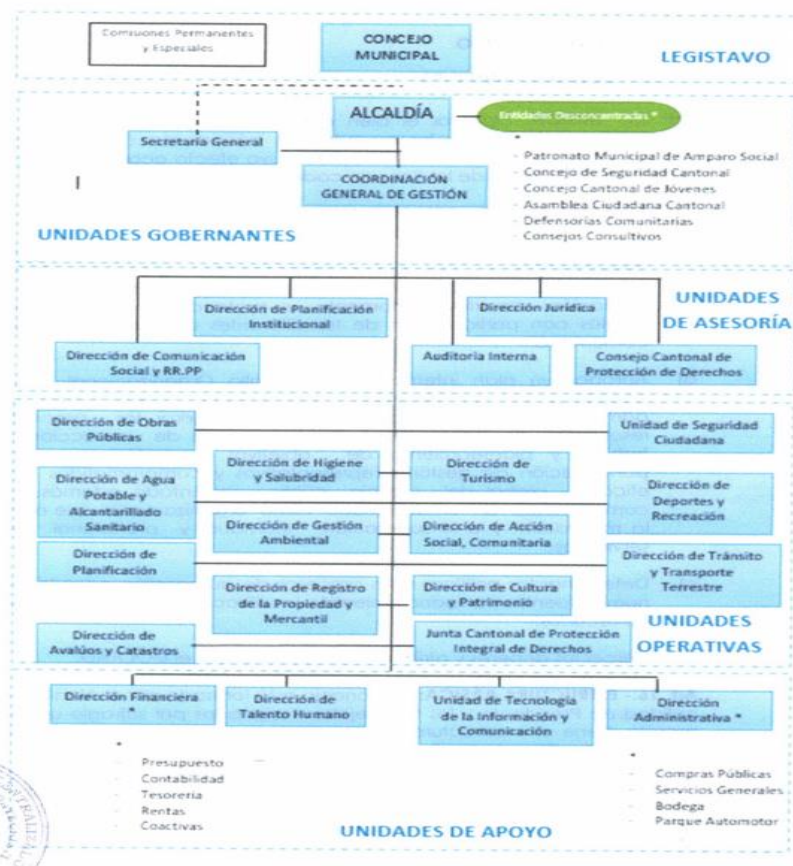 Comisiones Permanentes
y Especiales
CONCEJO
MUNICIPAL
LEGISTAVO
ALCALDÍA
Entidades Desconcentradas *
Secretaría General
*
- Patronato Municipal de Amparo Social
- Concejo de Seguridad Cantonal
- Concejo Cantonal de Jóvenes
- Asamblea Ciudadana Cantonal
- Defensorías Comunitarias
- Consejos Consultivos
COORDINACIÓN
GENERAL DE GESTIÓN
UNIDADES GOBERNANTES
UNIDADES
DE ASESORÍA
Dirección de Planificación
Institucional
Dirección Jurídica
Dirección de Comunicación
Social y RR.PP
Auditoría Interna
Consejo Cantonal de
Protección de Derechos
Dirección de Obras
Públicas
Unidad de Seguridad
Ciudadana
Dirección de Higiene
y Salubridad
Dirección de
Turismo
Dirección de Agua
Potable y
Alcantarillado
Sanitario
Dirección de
Deportes y
Recreación
Dirección de Gestión
Ambiental
Dirección de Acción
Social, Comunitaria
Dirección de
Planificación
Dirección de Tránsito
y Transporte
Terrestre
Dirección de Registro
de la Propiedad y
Mercantil
Dirección de Cultura
y Patrimonio
UNIDADES
OPERATIVAS
Dirección de
Avalúos y Catastros
Junta Cantonal de Protección
Integral de Derechos
Dirección Financiera
*
Dirección de
Talento Humano
Unidad de Tecnología
de la Información y
Comunicación
Dirección
Administrativa *
*
- Presupuesto
- Contabilidad
- Tesorería
- Rentas
- Coactivas
*
- Compras Públicas
- Servicios Generales
- Bodega
- Parque Automotor
UNIDADES DE APOYO